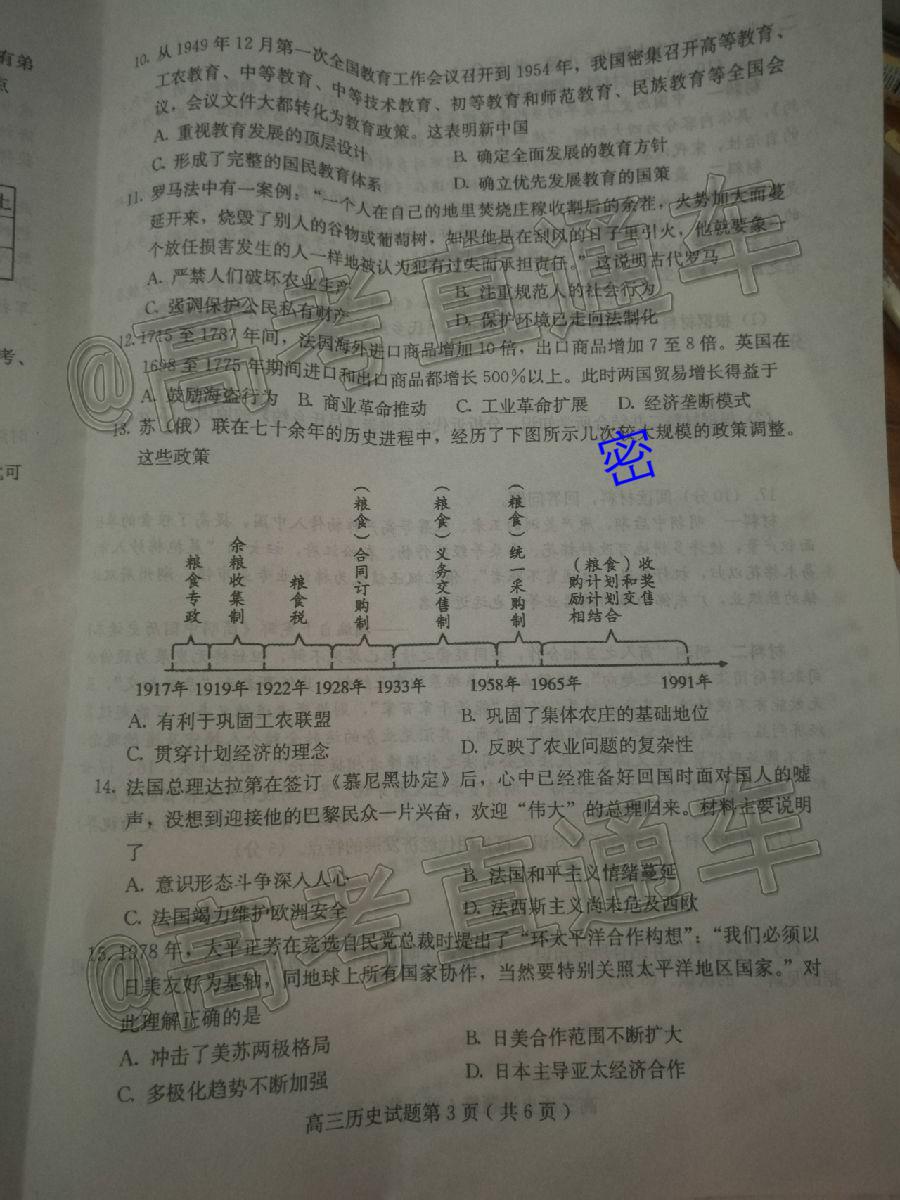 有弟
点
上
考、
可
10. 从1949年12月第一次全国教育工作会议召开到1954年，我国密集召开高等教育、
工农教育、中等教育、中等技术教育、初等教育和师范教育、民族教育等全国会
议，会议文件大都转化为教育政策。这表明新中国
A. 重视教育发展的顶层设计
B. 确定全面发展的教育方针
C. 形成了完整的国民教育体系
D. 确立优先发展教育的国策
11. 罗马法中有一案例：“一个人在自己的地里焚烧庄稼收割后的余茬，火势加大而蔓
延开来，烧毁了别人的谷物或葡萄树，如果他是在刮风的日子里引火，他就要象一
个放任损害发生的人一样地被认为犯有过失而承担责任。”这说明古代罗马
A. 严禁人们破坏农业生产
B. 注重规范人的社会行为
C. 强调保护公民私有财产
D. 保护环境已走向法制化
12. 1715至1787年间，法国海外进口商品增加10倍，出口商品增加7至8倍。英国在
1698至1775年期间进口和出口商品都增长500%以上。此时两国贸易增长得益于
A. 鼓励海盗行为 B. 商业革命推动 C. 工业革命扩展 D. 经济垄断模式
13. 苏（俄）联在七十余年的历史进程中，经历了下图所示几次较大规模的政策调整。
这些政策
密
粮食专政
余粮收集制
粮食税
（粮食）合同订购制
（粮食）义务交售制
（粮食）统一采购制
（粮食）收
购计划和奖
励计划交售
相结合
1917年 1919年 1922年 1928年 1933年 1958年 1965年 1991年
A. 有利于巩固工农联盟
B. 巩固了集体农庄的基础地位
C. 贯穿计划经济的理念
D. 反映了农业问题的复杂性
14. 法国总理达拉第在签订《慕尼黑协定》后，心中已经准备好回国时面对国人的嘘
声，没想到迎接他的巴黎民众一片兴奋，欢迎“伟大”的总理归来。材料主要说明
了
A. 意识形态斗争深入人心
B. 法国和平主义情绪蔓延
C. 法国竭力维护欧洲安全
D. 法西斯主义尚未危及西欧
15. 1978年，大平正芳在竞选自民党总裁时提出了“环太平洋合作构想”：“我们必须以
日美友好为基轴，同地球上所有国家协作，当然要特别关照太平洋地区国家。”对
此理解正确的是
A. 冲击了美苏两极格局
B. 日美合作范围不断扩大
C. 多极化趋势不断加强
D. 日本主导亚太经济合作
高三历史试题第3页（共6页）
@高考直通车
@高考直通车